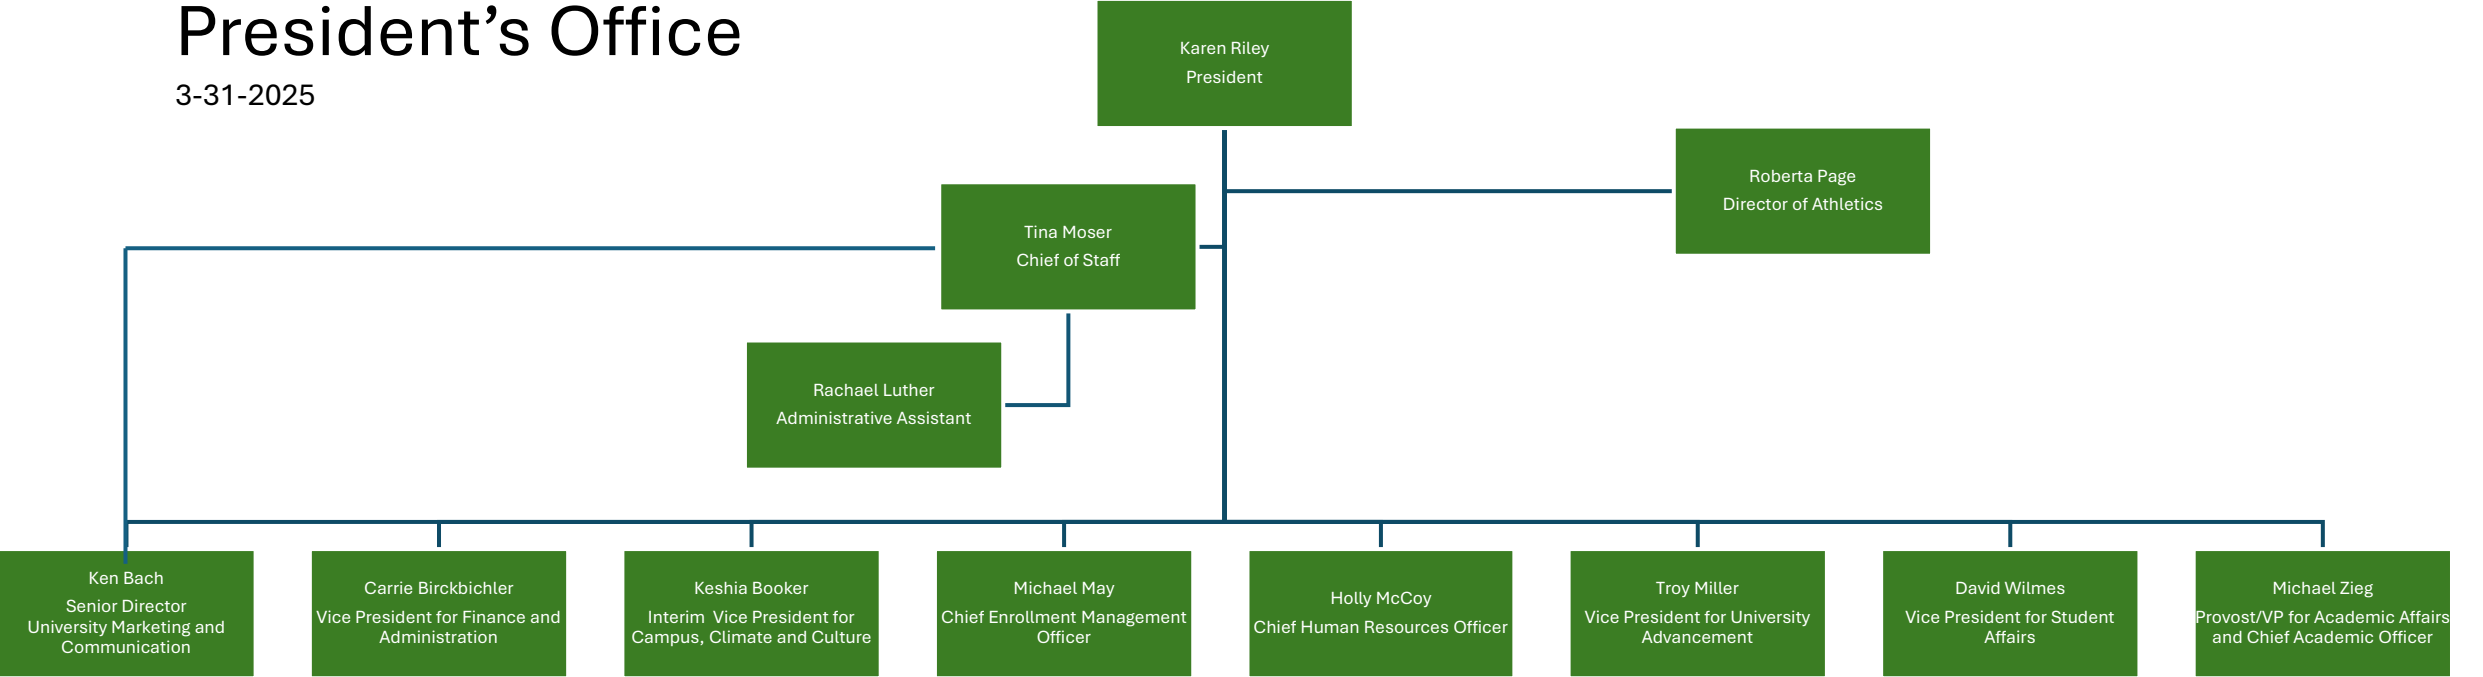 President’s Office
3-31-2025
Karen Riley
President
Roberta Page
Director of Athletics
Tina Moser
Chief of Staff
Rachael Luther
Administrative Assistant
Ken Bach
Senior Director
University Marketing and
Communication
Carrie Birckbichler
Vice President for Finance and
Administration
Keshia Booker
Interim  Vice President for
Campus, Climate and Culture
Michael May
Chief Enrollment Management
Officer
Holly McCoy
Chief Human Resources Officer
Troy Miller
Vice President for University
Advancement
David Wilmes
Vice President for Student
Affairs
Michael Zieg
Provost/VP for Academic Affairs
and Chief Academic Officer